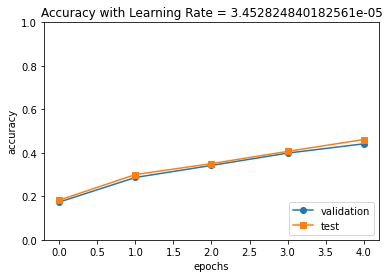 Accuracy with Learning Rate = 3.452824840182561e-05
1.0
0.8
0.6
0.4
0.2
0.0
accuracy
validation
test
0.0 0.5 1.0 1.5 2.0 2.5 3.0 3.5 4.0
epochs